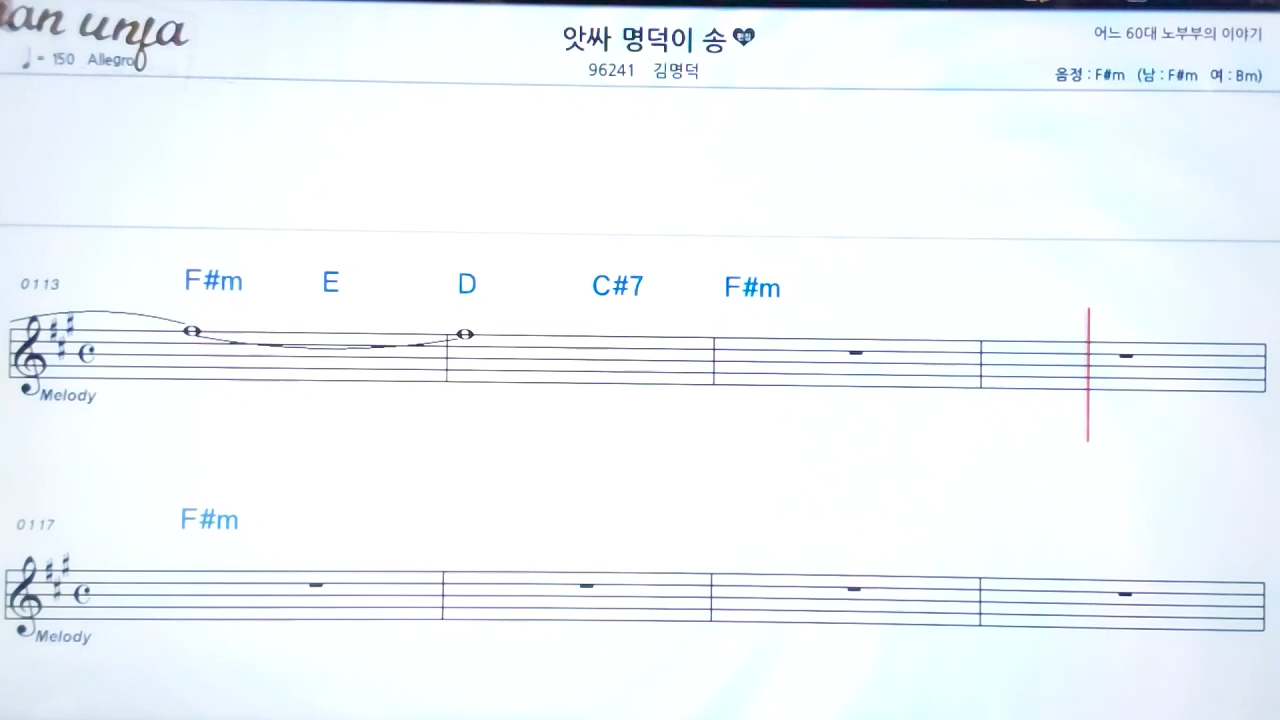 an unja
앗싸 명덕이 송
어느 60대 노부부의 이야기
♩ = 150 Allegro
96241 김명덕
음정 : F#m (남 : F#m 여 : Bm)
0113 F#m E D C#7 F#m
Melody
0117 F#m
Melody